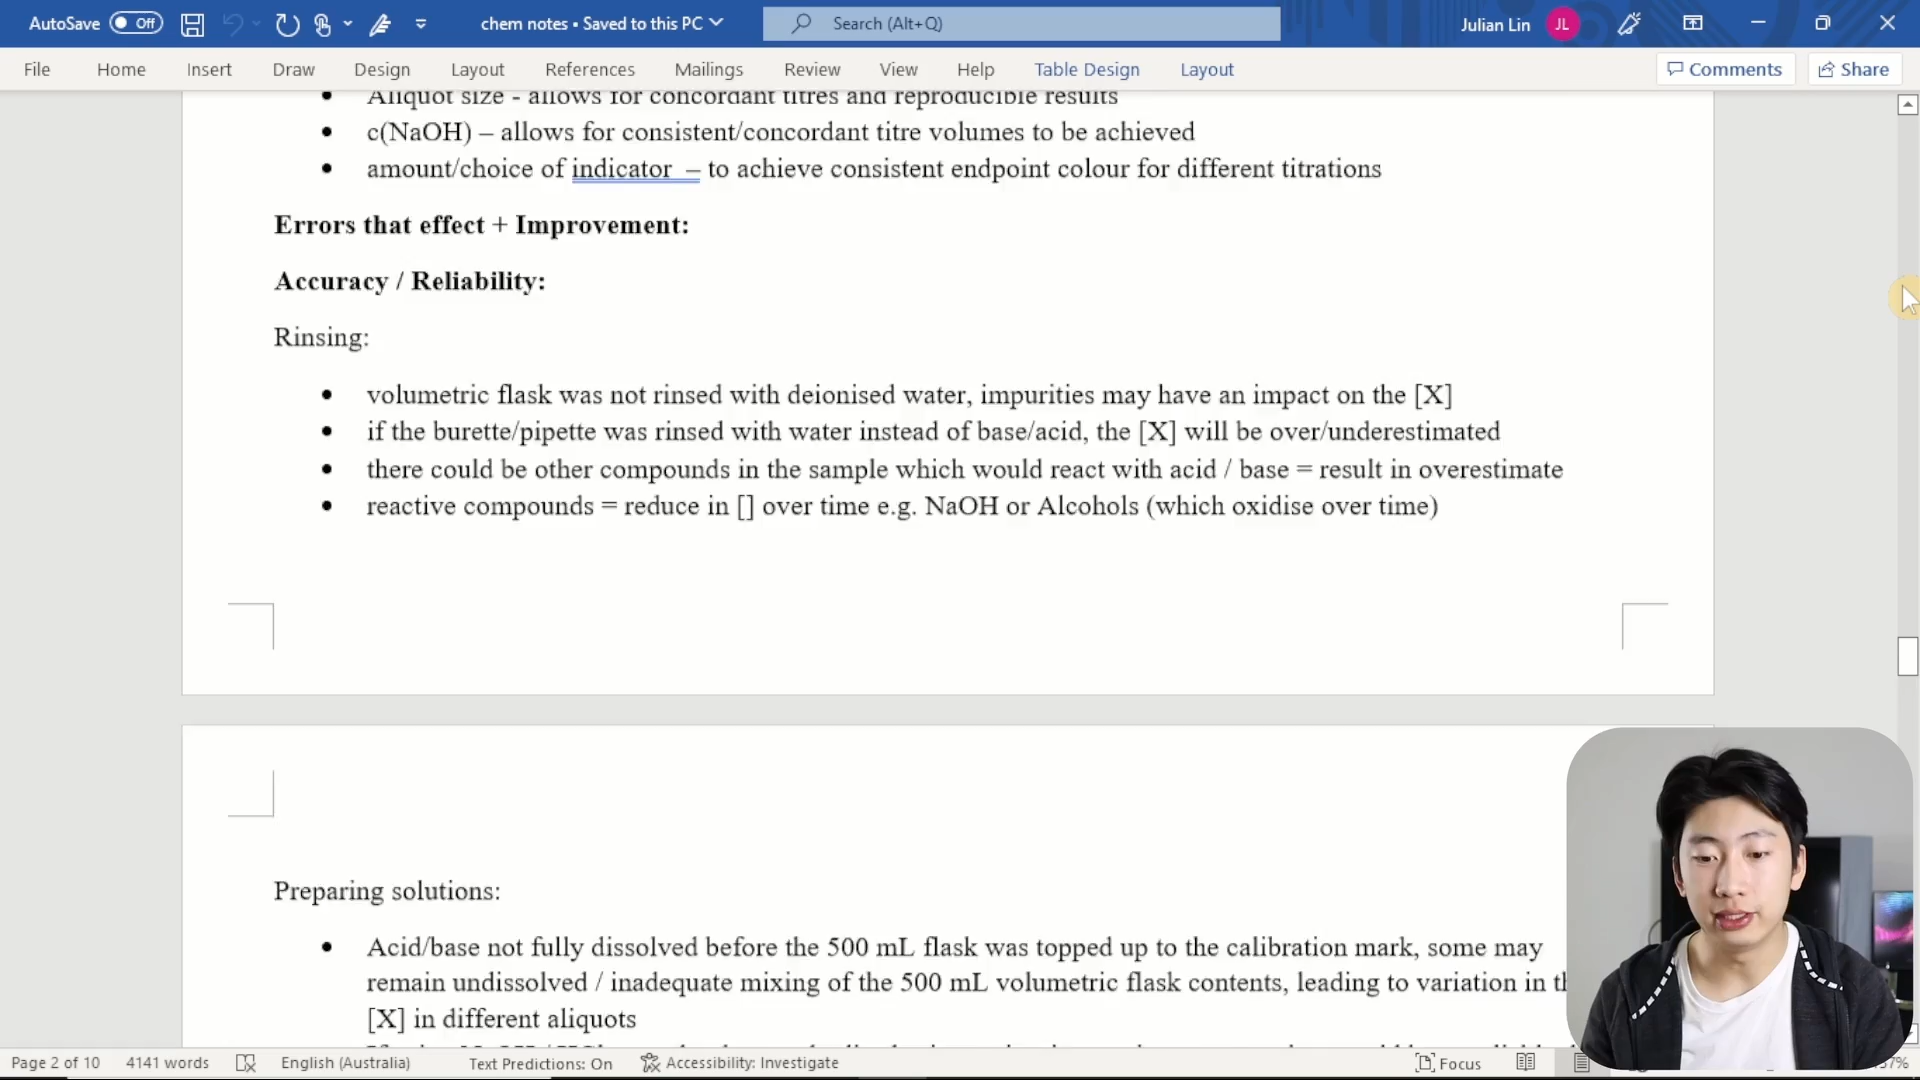 AutoSave Off chem notes • Saved to this PC Search (Alt+Q) Julian Lin JL
File Home Insert Draw Design Layout References Mailings Review View Help Table Design Layout Comments Share
• Aliquot size - allows for concordant titres and reproducible results
• c(NaOH) – allows for consistent/concordant titre volumes to be achieved
• amount/choice of indicator – to achieve consistent endpoint colour for different titrations
Errors that effect + Improvement:
Accuracy / Reliability:
Rinsing:
• volumetric flask was not rinsed with deionised water, impurities may have an impact on the [X]
• if the burette/pipette was rinsed with water instead of base/acid, the [X] will be over/underestimated
• there could be other compounds in the sample which would react with acid / base = result in overestimate
• reactive compounds = reduce in [] over time e.g. NaOH or Alcohols (which oxidise over time)
Preparing solutions:
• Acid/base not fully dissolved before the 500 mL flask was topped up to the calibration mark, some may
remain undissolved / inadequate mixing of the 500 mL volumetric flask contents, leading to variation in
[X] in different aliquots
Page 2 of 10 4141 words English (Australia) Text Predictions: On Accessibility: Investigate Focus